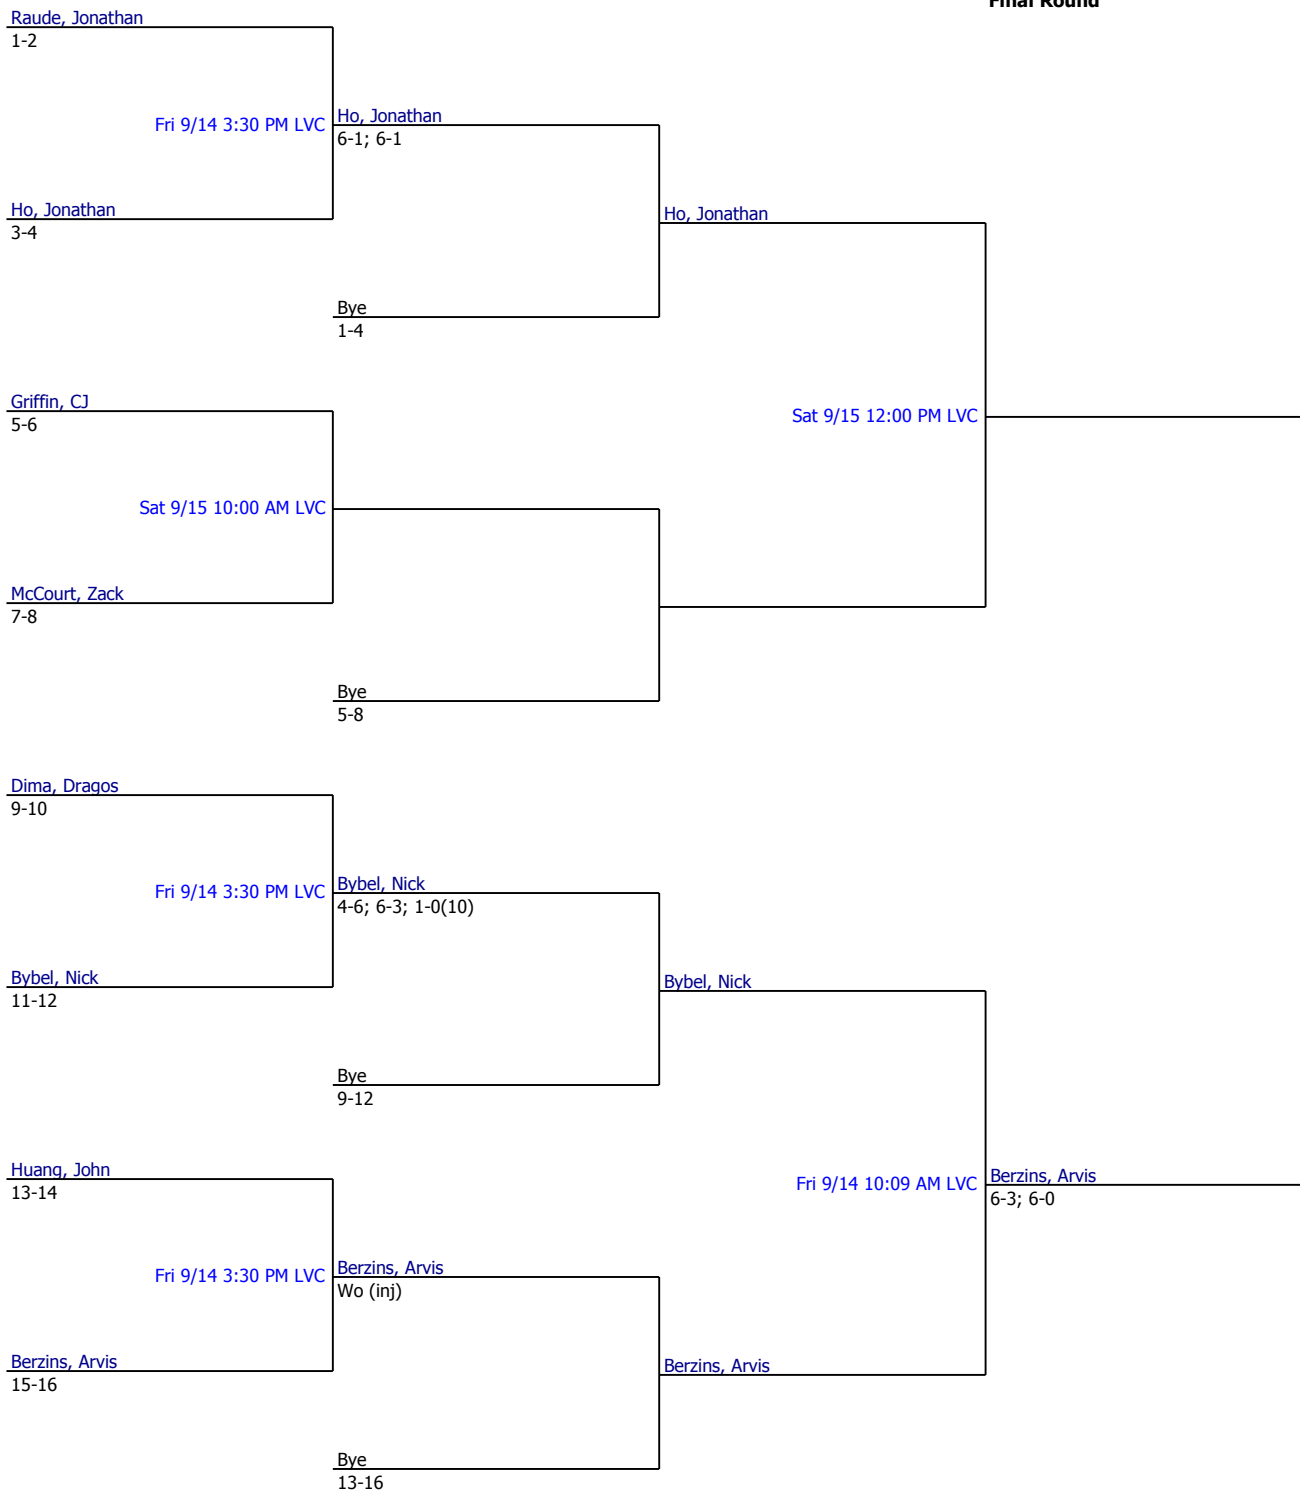 Final Round
Raude, Jonathan
1-2
Fri 9/14 3:30 PM LVC
Ho, Jonathan
6-1; 6-1
Ho, Jonathan
3-4
Ho, Jonathan
Bye
1-4
Griffin, CJ
5-6
Sat 9/15 12:00 PM LVC
Sat 9/15 10:00 AM LVC
McCourt, Zack
7-8
Bye
5-8
Dima, Dragos
9-10
Fri 9/14 3:30 PM LVC
Bybel, Nick
4-6; 6-3; 1-0(10)
Bybel, Nick
11-12
Bybel, Nick
Bye
9-12
Huang, John
13-14
Fri 9/14 10:09 AM LVC
Berzins, Arvis
6-3; 6-0
Fri 9/14 3:30 PM LVC
Berzins, Arvis
Wo (inj)
Berzins, Arvis
15-16
Berzins, Arvis
Bye
13-16